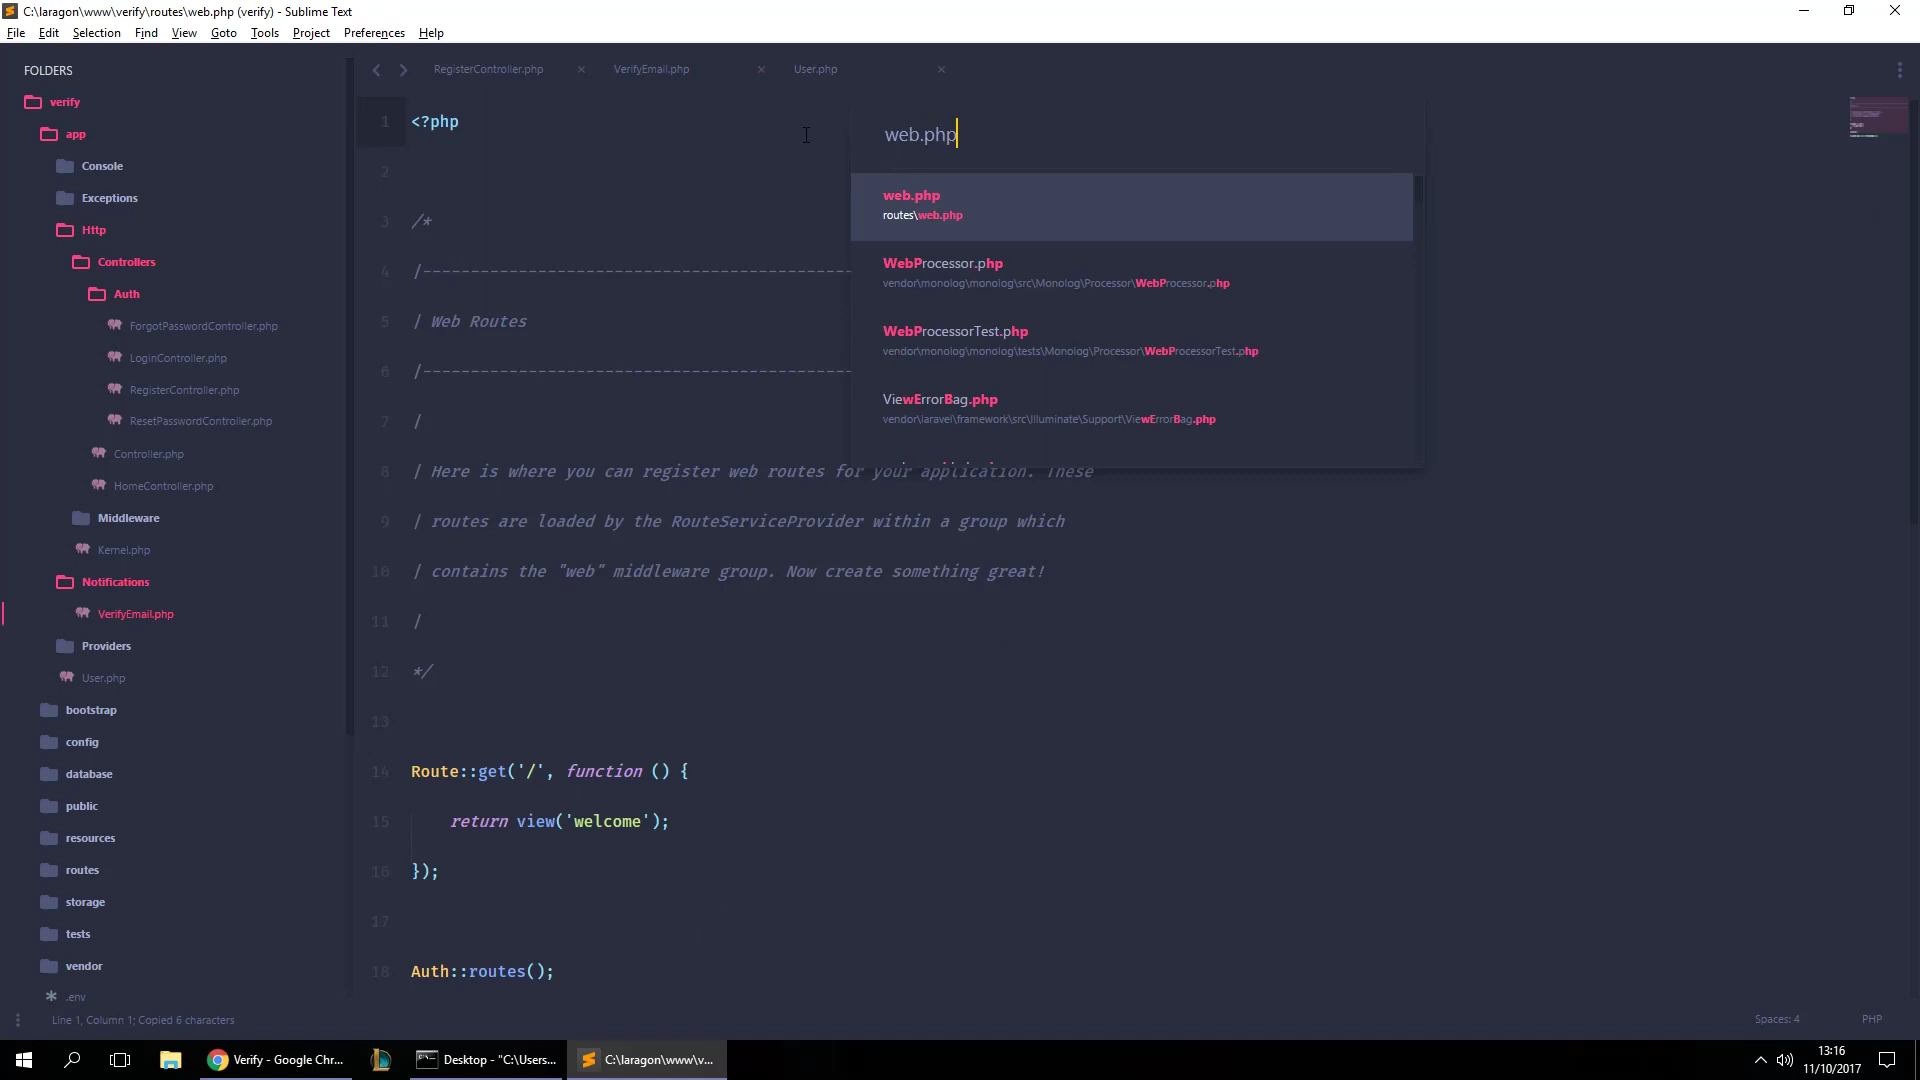 C:\laragon\www\verify\routes\web.php (verify) - Sublime Text
File Edit Selection Find View Goto Tools Project Preferences Help
FOLDERS
verify
app
Console
Exceptions
Http
Controllers
Auth
ForgotPasswordController.php
LoginController.php
RegisterController.php
ResetPasswordController.php
Controller.php
HomeController.php
Middleware
Kernel.php
Notifications
VerifyEmail.php
Providers
User.php
bootstrap
config
database
public
resources
routes
storage
tests
vendor
.env
RegisterController.php VerifyEmail.php User.php
web.php
web.php
routes\web.php
WebProcessor.php
vendor\monolog\monolog\src\Monolog\Processor\WebProcessor.php
WebProcessorTest.php
vendor\monolog\monolog\tests\Monolog\Processor\WebProcessorTest.php
ViewErrorBag.php
vendor\laravel\framework\src\Illuminate\Support\ViewErrorBag.php
1 <?php
2
3 /*
4 |--------------------------------------------
5 | Web Routes
6 |--------------------------------------------
7 |
8 | Here is where you can register web routes for your application. These
9 | routes are loaded by the RouteServiceProvider within a group which
10 | contains the "web" middleware group. Now create something great!
11 |
12 */
13
14 Route::get('/', function () {
15 return view('welcome');
16 });
17
18 Auth::routes();
Line 1, Column 1; Copied 6 characters
Spaces: 4 PHP
Verify - Google Chr... Desktop - "C:\Users... C:\laragon\www\v...
13:16
11/10/2017